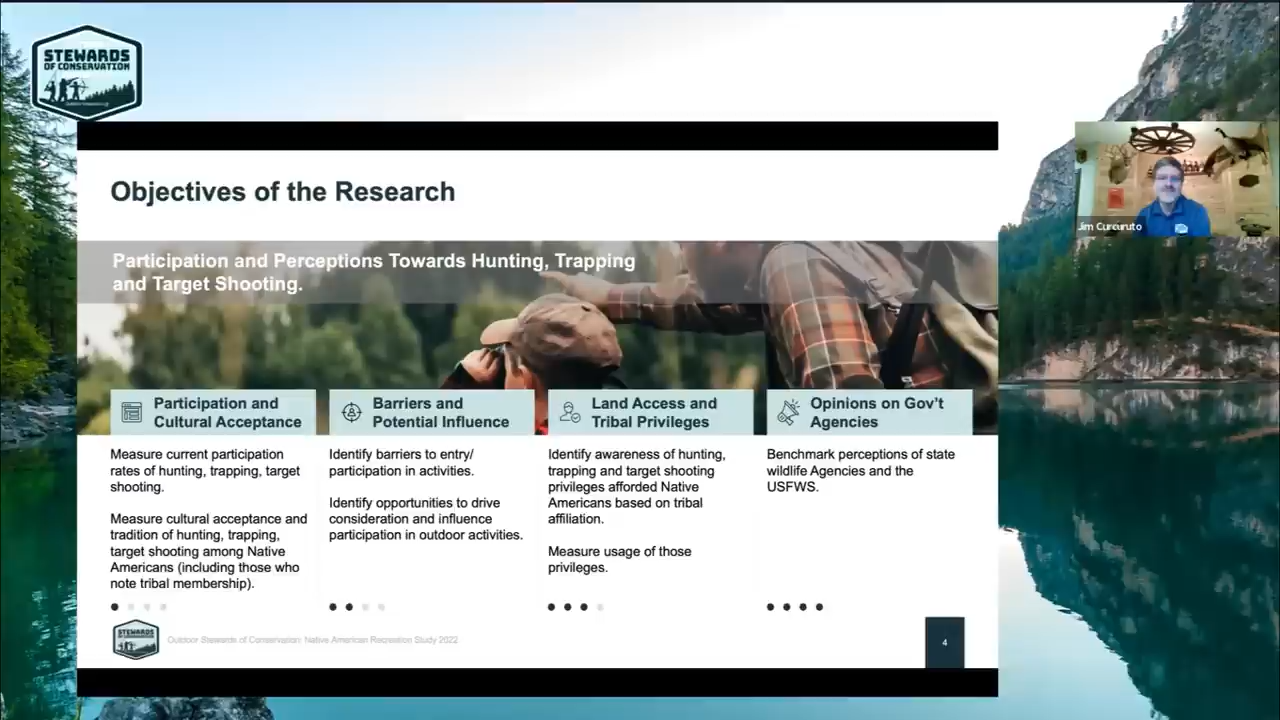 STEWARDS
OF CONSERVATION
Objectives of the Research
Participation and Perceptions Towards Hunting, Trapping
and Target Shooting.
Participation and
Cultural Acceptance
Measure current participation
rates of hunting, trapping, target
shooting.
Measure cultural acceptance and
tradition of hunting, trapping,
target shooting among Native
Americans (including those who
note tribal membership).
Barriers and
Potential Influence
Identify barriers to entry/
participation in activities.
Identify opportunities to drive
consideration and influence
participation in outdoor activities.
Land Access and
Tribal Privileges
Identify awareness of hunting,
trapping and target shooting
privileges afforded Native
Americans based on tribal
affiliation.
Measure usage of those
privileges.
Opinions on Gov't
Agencies
Benchmark perceptions of state
wildlife Agencies and the
USFWS.
STEWARDS
OF CONSERVATION
Outdoor Stewards of Conservation: Native American Recreation Study 2022
4
Jim Curcuruto